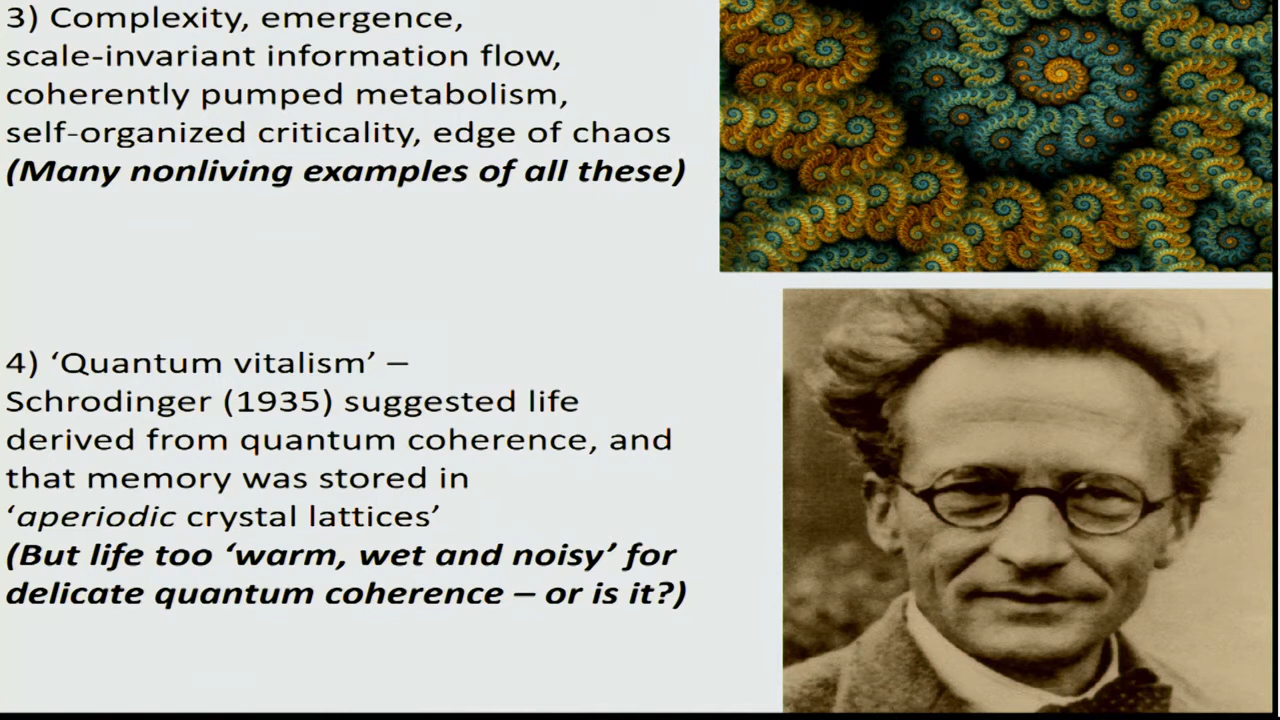 3) Complexity, emergence,
scale-invariant information flow,
coherently pumped metabolism,
self-organized criticality, edge of chaos
(Many nonliving examples of all these)
4) ‘Quantum vitalism’ –
Schrodinger (1935) suggested life
derived from quantum coherence, and
that memory was stored in
‘aperiodic crystal lattices’
(But life too ‘warm, wet and noisy’ for
delicate quantum coherence – or is it?)